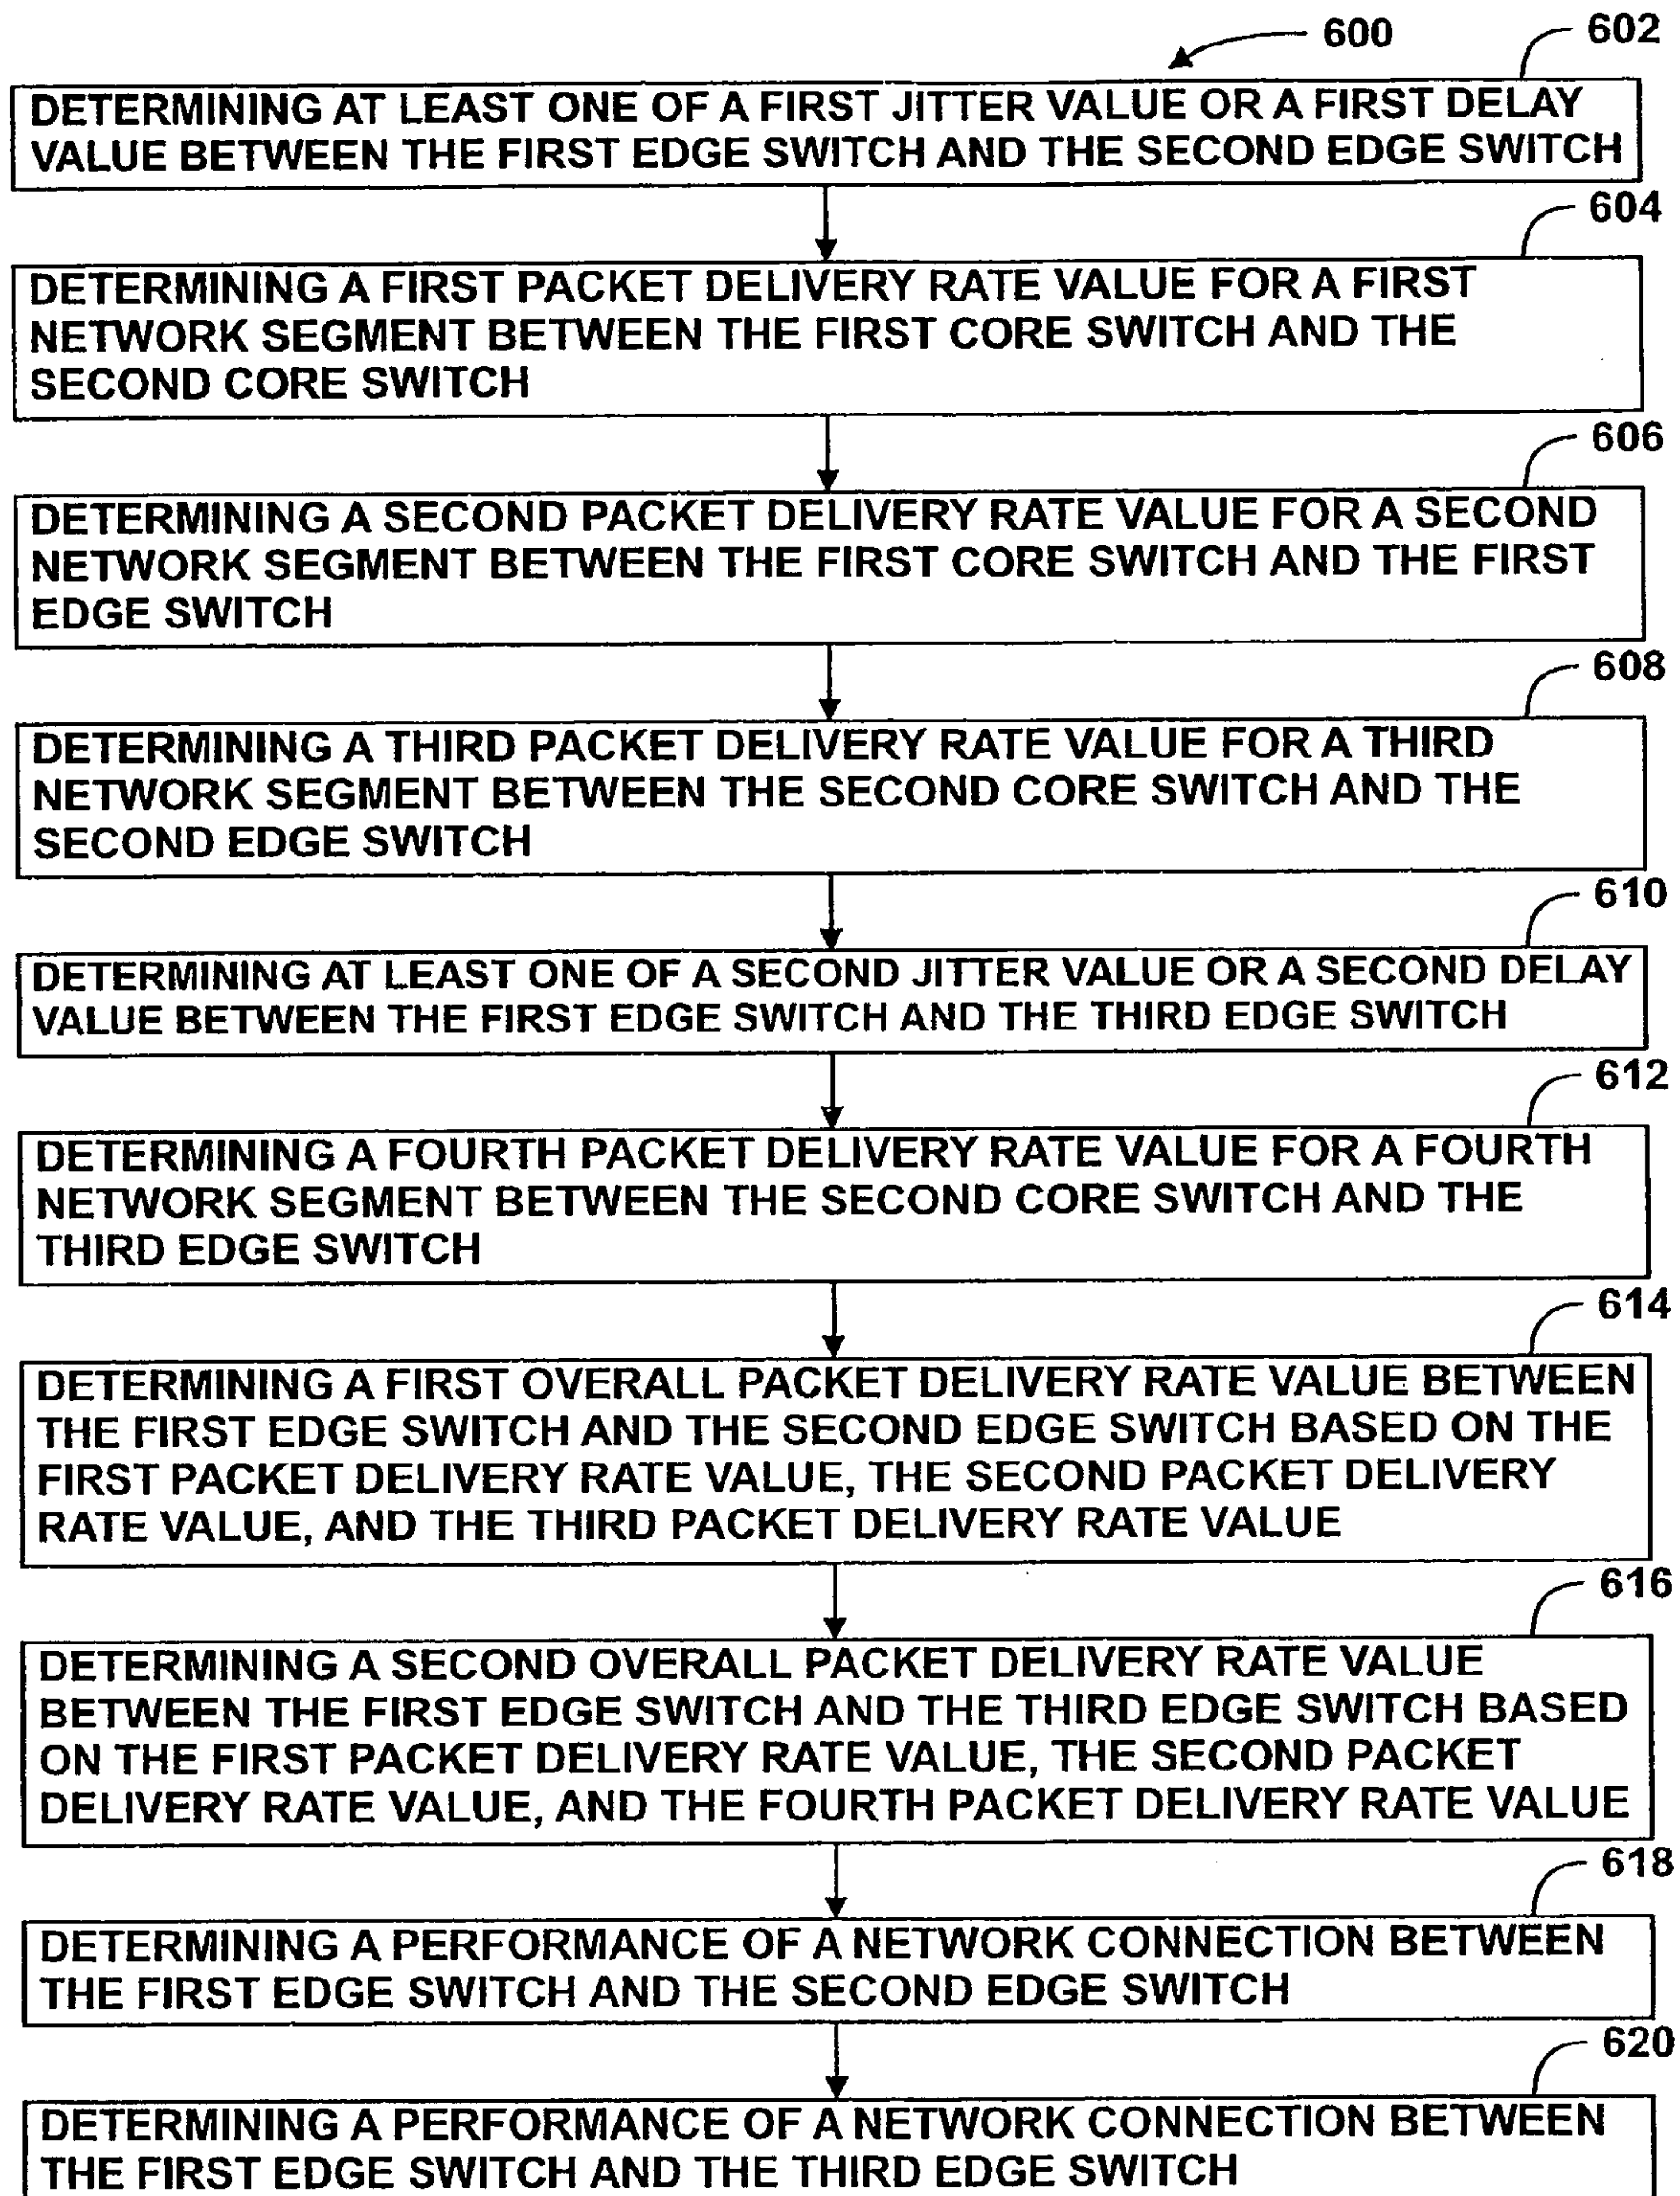 600
602
DETERMINING AT LEAST ONE OF A FIRST JITTER VALUE OR A FIRST DELAY
VALUE BETWEEN THE FIRST EDGE SWITCH AND THE SECOND EDGE SWITCH
604
DETERMINING A FIRST PACKET DELIVERY RATE VALUE FOR A FIRST
NETWORK SEGMENT BETWEEN THE FIRST CORE SWITCH AND THE
SECOND CORE SWITCH
606
DETERMINING A SECOND PACKET DELIVERY RATE VALUE FOR A SECOND
NETWORK SEGMENT BETWEEN THE FIRST CORE SWITCH AND THE FIRST
EDGE SWITCH
608
DETERMINING A THIRD PACKET DELIVERY RATE VALUE FOR A THIRD
NETWORK SEGMENT BETWEEN THE SECOND CORE SWITCH AND THE
SECOND EDGE SWITCH
610
DETERMINING AT LEAST ONE OF A SECOND JITTER VALUE OR A SECOND DELAY
VALUE BETWEEN THE FIRST EDGE SWITCH AND THE THIRD EDGE SWITCH
612
DETERMINING A FOURTH PACKET DELIVERY RATE VALUE FOR A FOURTH
NETWORK SEGMENT BETWEEN THE SECOND CORE SWITCH AND THE
THIRD EDGE SWITCH
614
DETERMINING A FIRST OVERALL PACKET DELIVERY RATE VALUE BETWEEN
THE FIRST EDGE SWITCH AND THE SECOND EDGE SWITCH BASED ON THE
FIRST PACKET DELIVERY RATE VALUE, THE SECOND PACKET DELIVERY
RATE VALUE, AND THE THIRD PACKET DELIVERY RATE VALUE
616
DETERMINING A SECOND OVERALL PACKET DELIVERY RATE VALUE
BETWEEN THE FIRST EDGE SWITCH AND THE THIRD EDGE SWITCH BASED
ON THE FIRST PACKET DELIVERY RATE VALUE, THE SECOND PACKET
DELIVERY RATE VALUE, AND THE FOURTH PACKET DELIVERY RATE VALUE
618
DETERMINING A PERFORMANCE OF A NETWORK CONNECTION BETWEEN
THE FIRST EDGE SWITCH AND THE SECOND EDGE SWITCH
620
DETERMINING A PERFORMANCE OF A NETWORK CONNECTION BETWEEN
THE FIRST EDGE SWITCH AND THE THIRD EDGE SWITCH